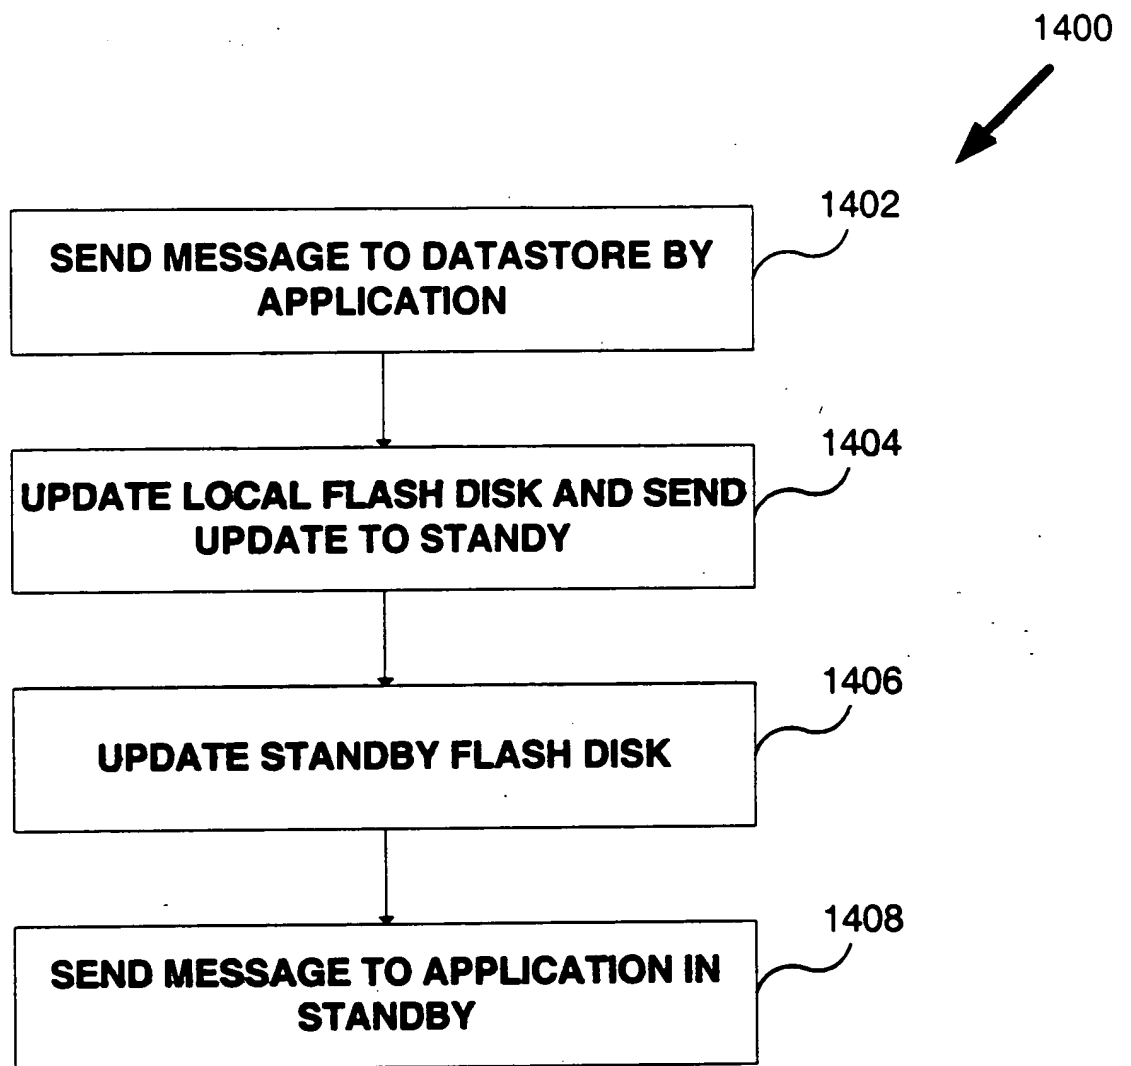 1400
1402
SEND MESSAGE TO DATASTORE BY
APPLICATION
1404
UPDATE LOCAL FLASH DISK AND SEND
UPDATE TO STANDY
1406
UPDATE STANDBY FLASH DISK
1408
SEND MESSAGE TO APPLICATION IN
STANDBY